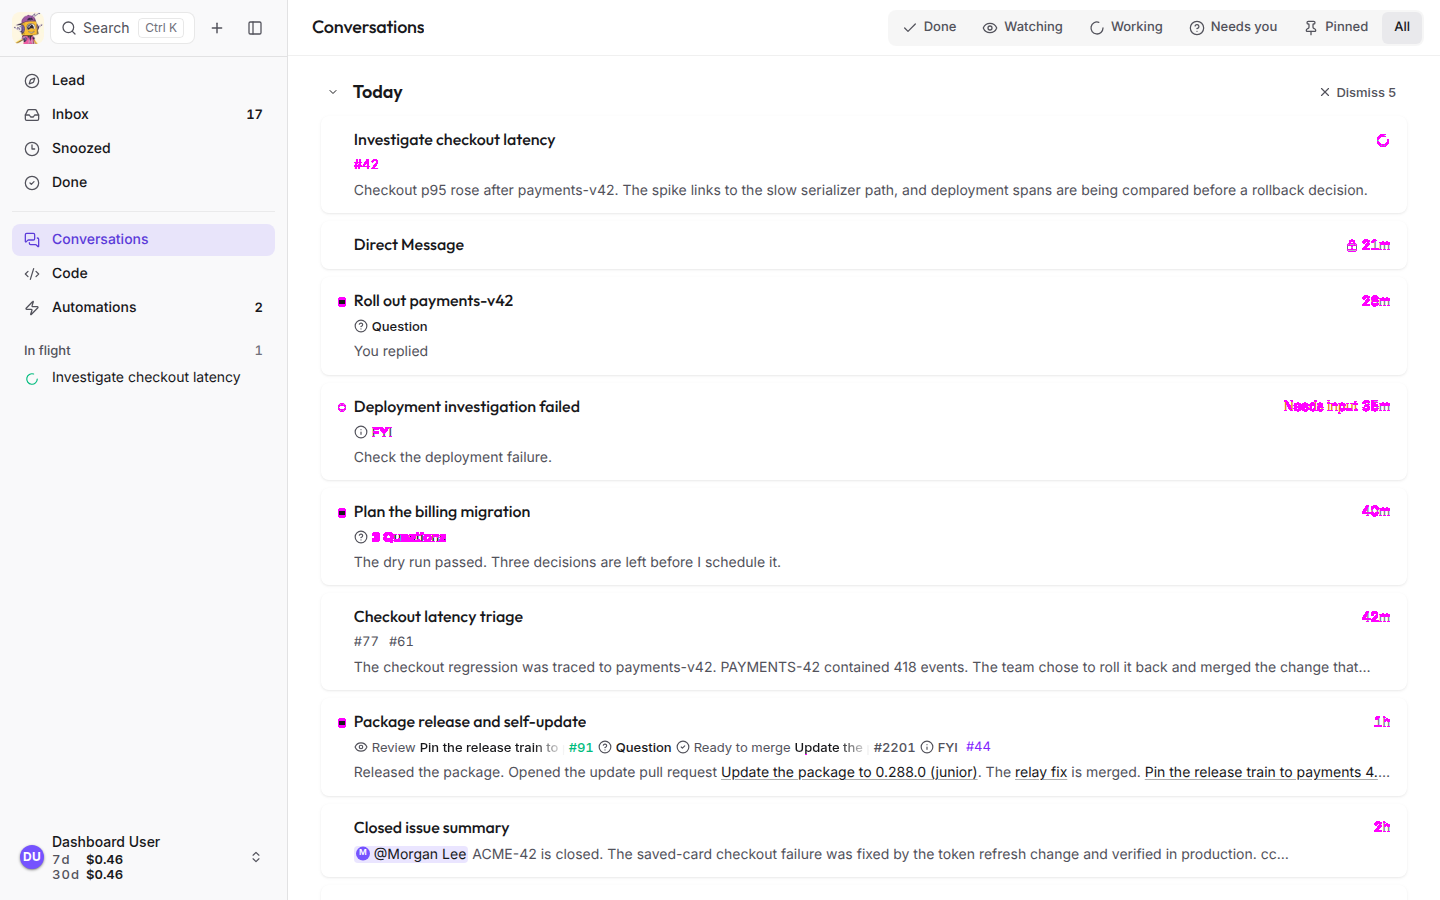 Search Ctrl K
Lead
Inbox 17
Snoozed
Done
Conversations
Code
Automations 2
In flight 1
Investigate checkout latency
DU Dashboard User
7d $0.46
30d $0.46
Conversations
Done Watching Working Needs you Pinned All
Today Dismiss 5
Investigate checkout latency
#42
Checkout p95 rose after payments-v42. The spike links to the slow serializer path, and deployment spans are being compared before a rollback decision.
Direct Message 21m
Roll out payments-v42
Question
You replied
Deployment investigation failed Needs input
FYI
Check the deployment failure.
Plan the billing migration 40m
Questions
The dry run passed. Three decisions are left before I schedule it.
Checkout latency triage 42m
#77 #61
The checkout regression was traced to payments-v42. PAYMENTS-42 contained 418 events. The team chose to roll it back and merged the change that...
Package release and self-update 1h
Review Pin the release train to #91 Question Ready to merge Update the #2201 FYI #44
Released the package. Opened the update pull request Update the package to 0.288.0 (junior). The relay fix is merged. Pin the release train to payments 4....
Closed issue summary 2h
M @Morgan Lee ACME-42 is closed. The saved-card checkout failure was fixed by the token refresh change and verified in production. cc...